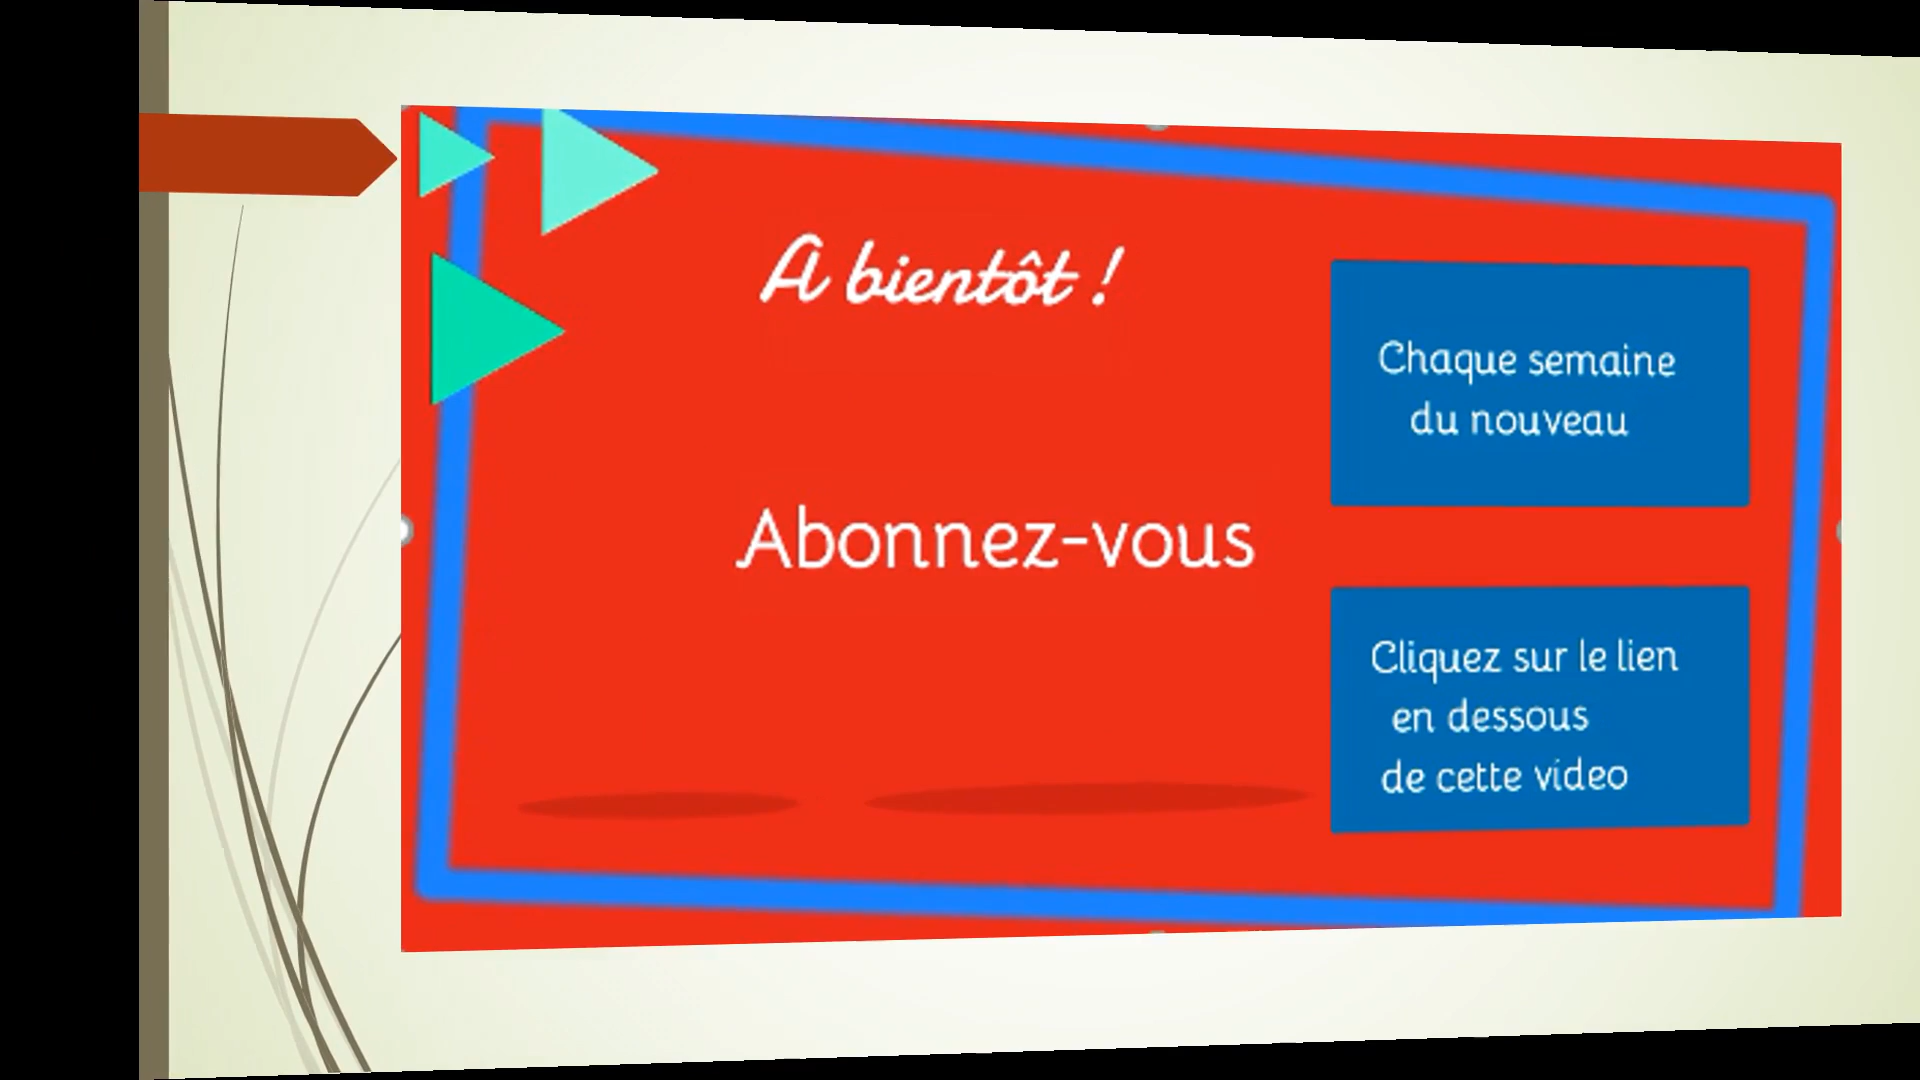 A bientôt !
Abonnez-vous
Chaque semaine
du nouveau
Cliquez sur le lien
en dessous
de cette video